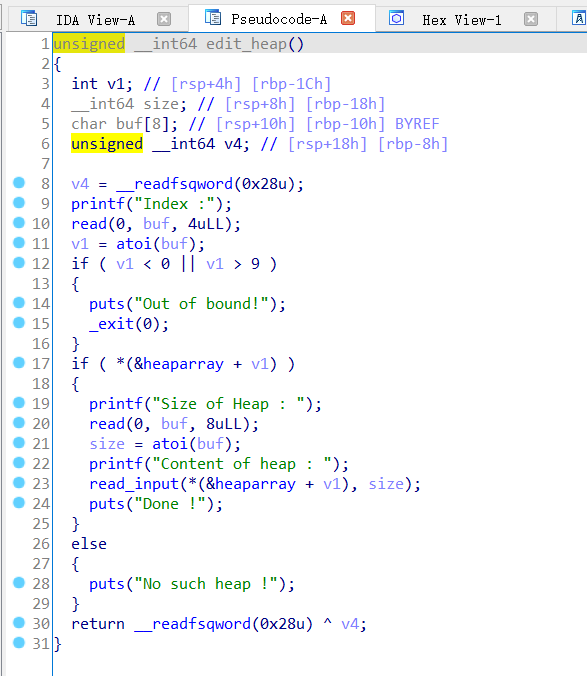 IDA View-A Pseudocode-A Hex View-1
1 unsigned __int64 edit_heap()
2 {
3   int v1; // [rsp+4h] [rbp-1Ch]
4   __int64 size; // [rsp+8h] [rbp-18h]
5   char buf[8]; // [rsp+10h] [rbp-10h] BYREF
6   unsigned __int64 v4; // [rsp+18h] [rbp-8h]
7
8   v4 = __readfsqword(0x28u);
9   printf("Index :");
10   read(0, buf, 4uLL);
11   v1 = atoi(buf);
12   if ( v1 < 0 || v1 > 9 )
13   {
14     puts("Out of bound!");
15     _exit(0);
16   }
17   if ( *(&heaparray + v1) )
18   {
19     printf("Size of Heap : ");
20     read(0, buf, 8uLL);
21     size = atoi(buf);
22     printf("Content of heap : ");
23     read_input(*(&heaparray + v1), size);
24     puts("Done !");
25   }
26   else
27   {
28     puts("No such heap !");
29   }
30   return __readfsqword(0x28u) ^ v4;
31 }